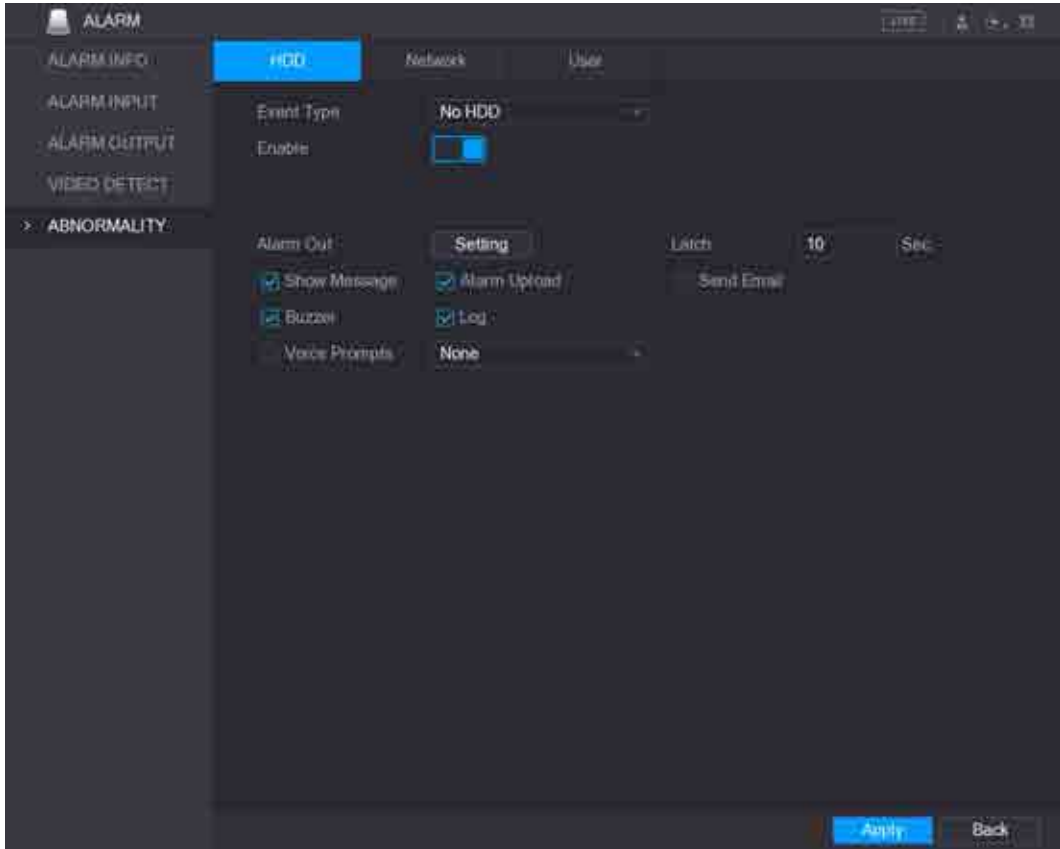 ALARM
LIVE
ALARM INFO
HDD Network User
ALARM INPUT
Event Type No HDD
ALARM OUTPUT
Enable
VIDEO DETECT
ABNORMALITY
Alarm Out Setting Latch 10 Sec.
Show Message Alarm Upload Send Email
Buzzer Log
Voice Prompts None
Apply Back